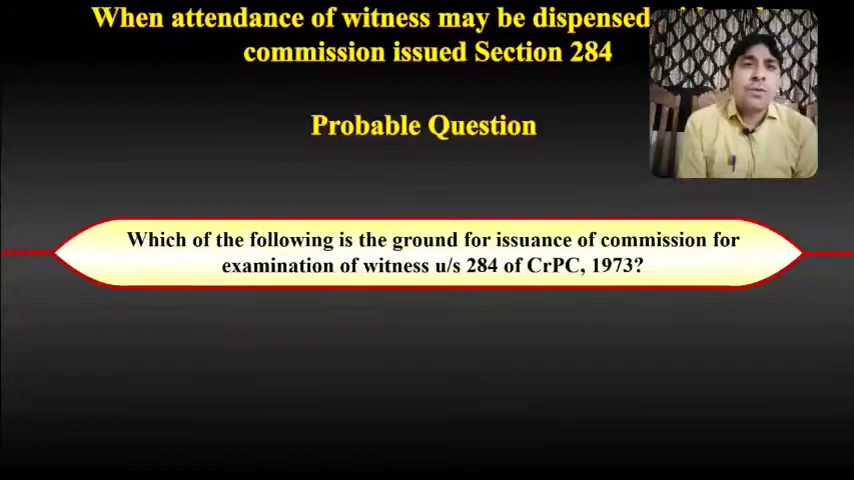 When attendance of witness may be dispensed
commission issued Section 284
Probable Question
Which of the following is the ground for issuance of commission for
examination of witness u/s 284 of CrPC, 1973?